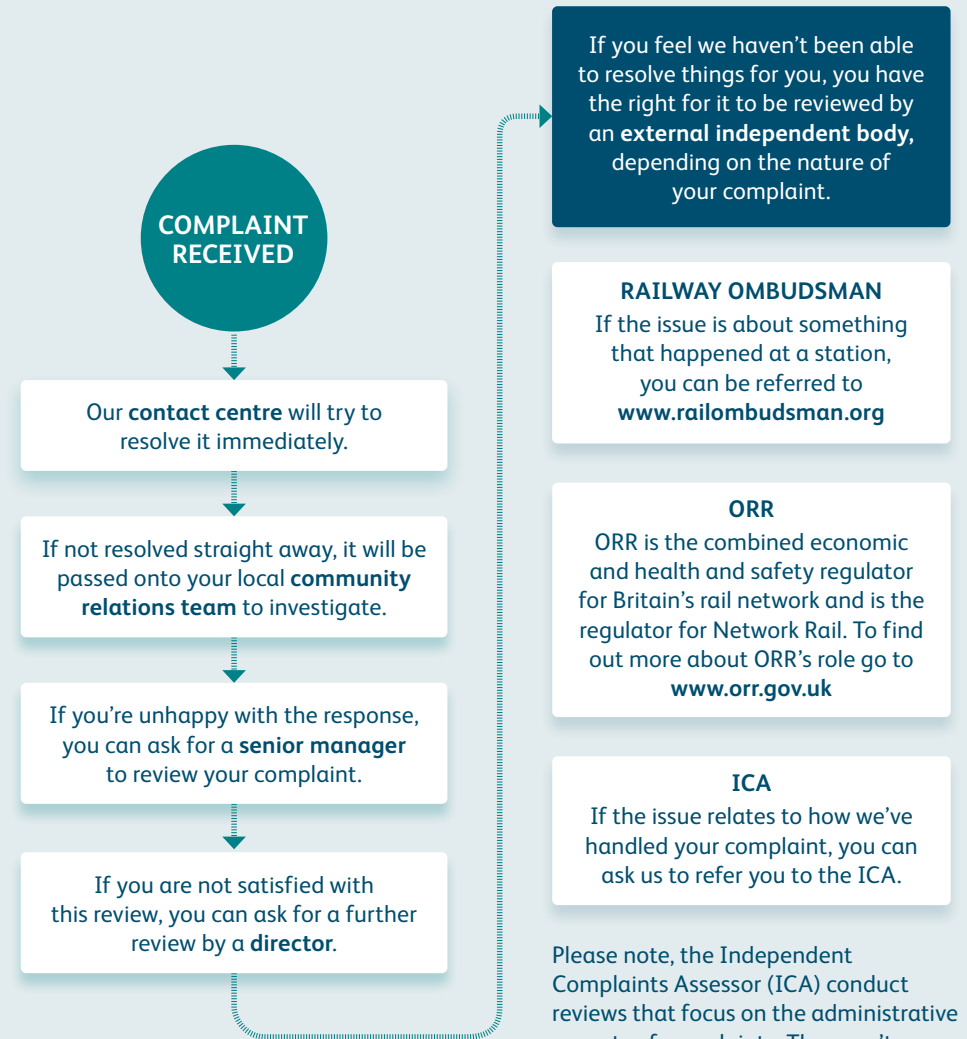 COMPLAINT
RECEIVED
Our contact centre will try to
resolve it immediately.
If not resolved straight away, it will be
passed onto your local community
relations team to investigate.
If you're unhappy with the response,
you can ask for a senior manager
to review your complaint.
If you are not satisfied with
this review, you can ask for a further
review by a director.
If you feel we haven't been able
to resolve things for you, you have
the right for it to be reviewed by
an external independent body,
depending on the nature of
your complaint.
RAILWAY OMBUDSMAN
If the issue is about something
that happened at a station,
you can be referred to
www.railombudsman.org
ORR
ORR is the combined economic
and health and safety regulator
for Britain's rail network and is the
regulator for Network Rail. To find
out more about ORR's role go to
www.orr.gov.uk
ICA
If the issue relates to how we've
handled your complaint, you can
ask us to refer you to the ICA.
Please note, the Independent
Complaints Assessor (ICA) conduct
reviews that focus on the administrative